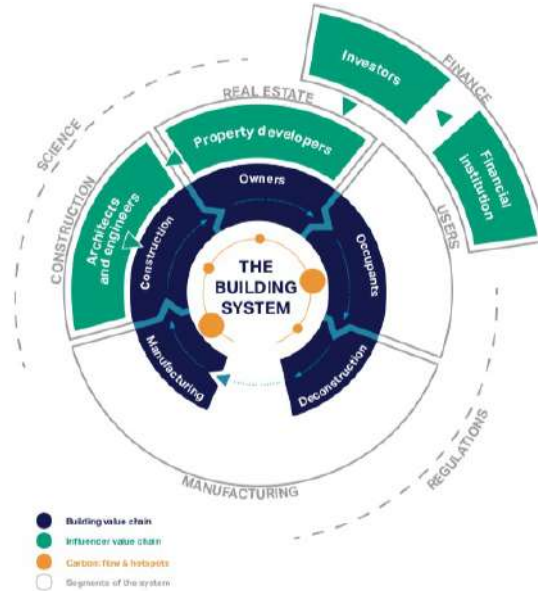 FINANCE
Investors
Financial
institution
REAL ESTATE
Property developers
SCIENCE
CONSTRUCTION
Architects
and engineers
USERS
Owners
Construction
Occupants
THE
BUILDING
SYSTEM
Manufacturing
Deconstruction
MANUFACTURING
REGULATIONS
Building value chain
Influencer value chain
Carbon flow & hotspots
Segments of the system